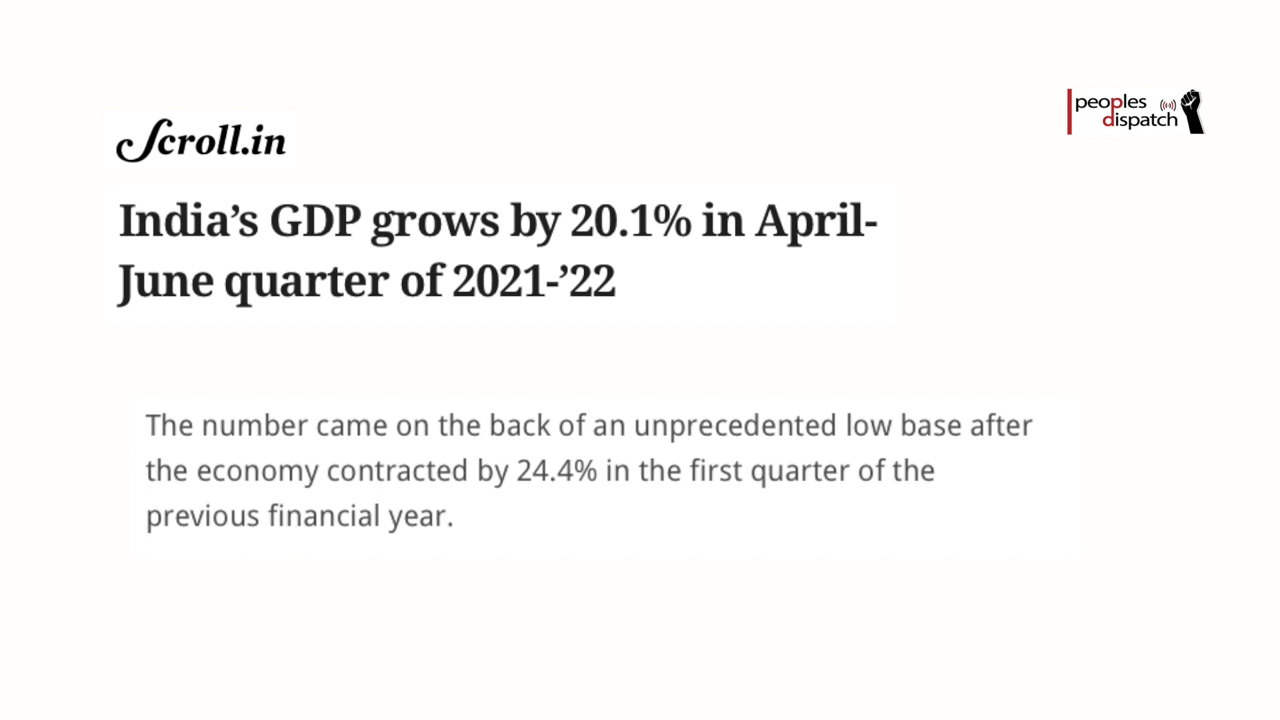 Scroll.in
peoples
dispatch
India’s GDP grows by 20.1% in April-
June quarter of 2021-’22
The number came on the back of an unprecedented low base after
the economy contracted by 24.4% in the first quarter of the
previous financial year.